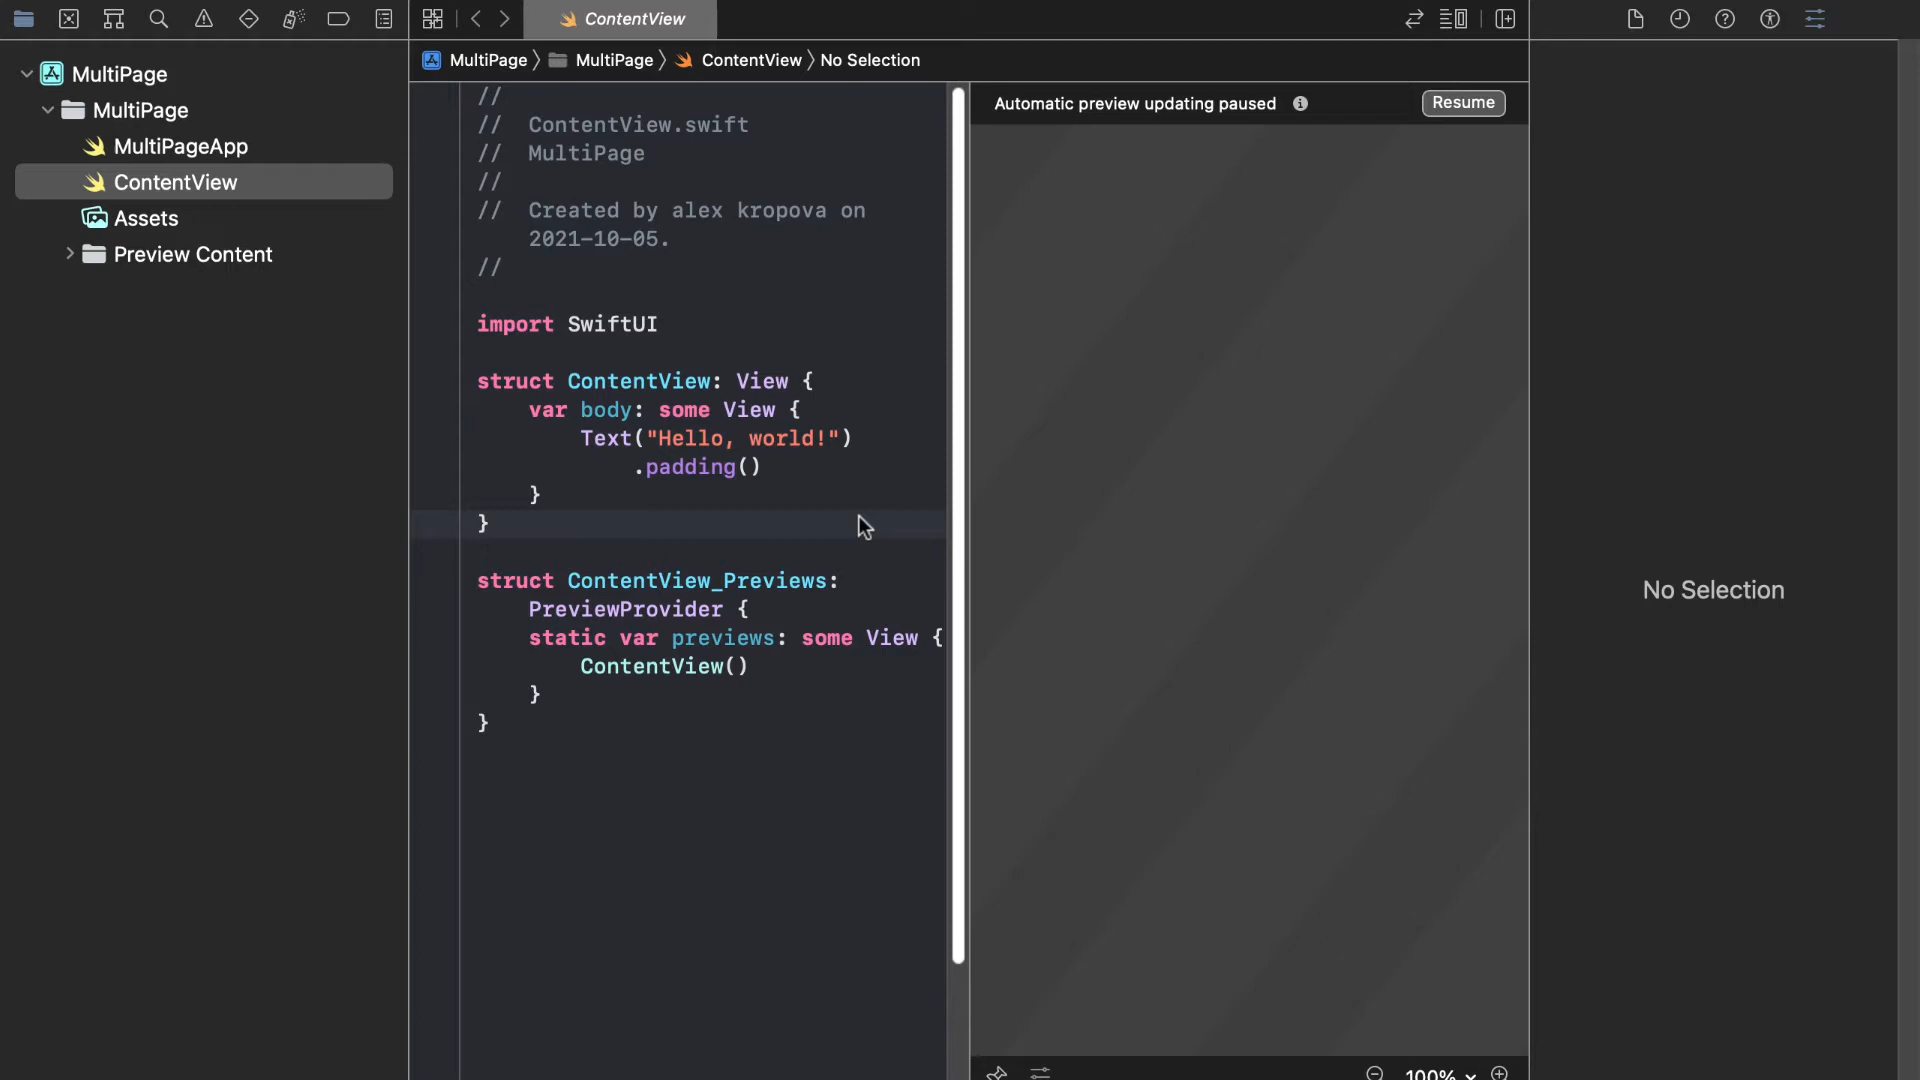 ContentView
MultiPage
MultiPage
MultiPageApp
ContentView
Assets
Preview Content
MultiPage 〉 MultiPage 〉 ContentView 〉 No Selection
//
//  ContentView.swift
//  MultiPage
//
//  Created by alex kropova on
    2021-10-05.
//
import SwiftUI
struct ContentView: View {
    var body: some View {
        Text("Hello, world!")
            .padding()
    }
}
struct ContentView_Previews:
    PreviewProvider {
    static var previews: some View {
        ContentView()
    }
}
Automatic preview updating paused
Resume
100%
No Selection